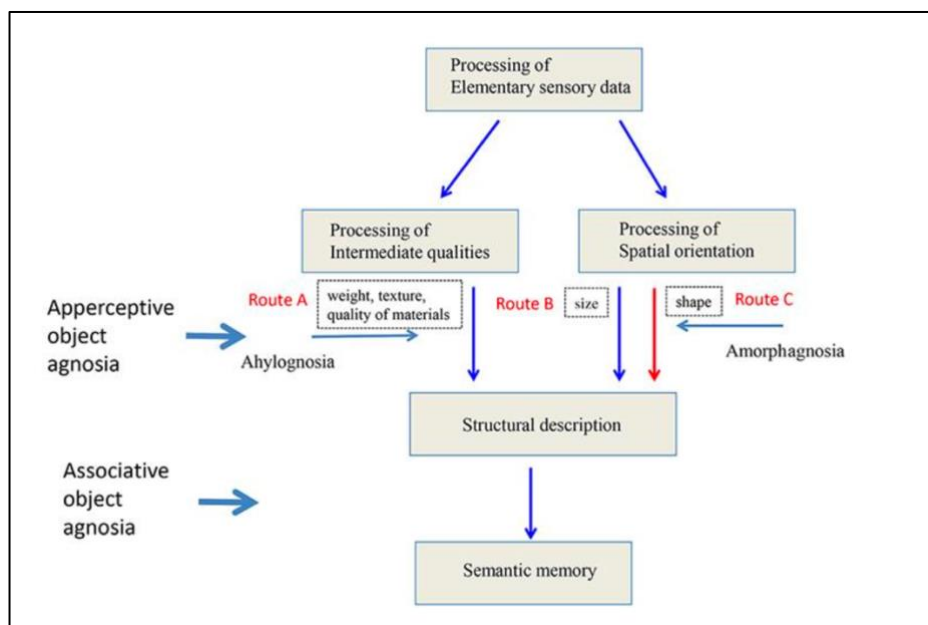 Processing of
Elementary sensory data
Processing of
Intermediate qualities
Processing of
Spatial orientation
Apperceptive
object
agnosia
Route A
weight, texture,
quality of materials
Ahylognosia
Route B
size
shape
Route C
Amorphagnosia
Structural description
Associative
object
agnosia
Semantic memory